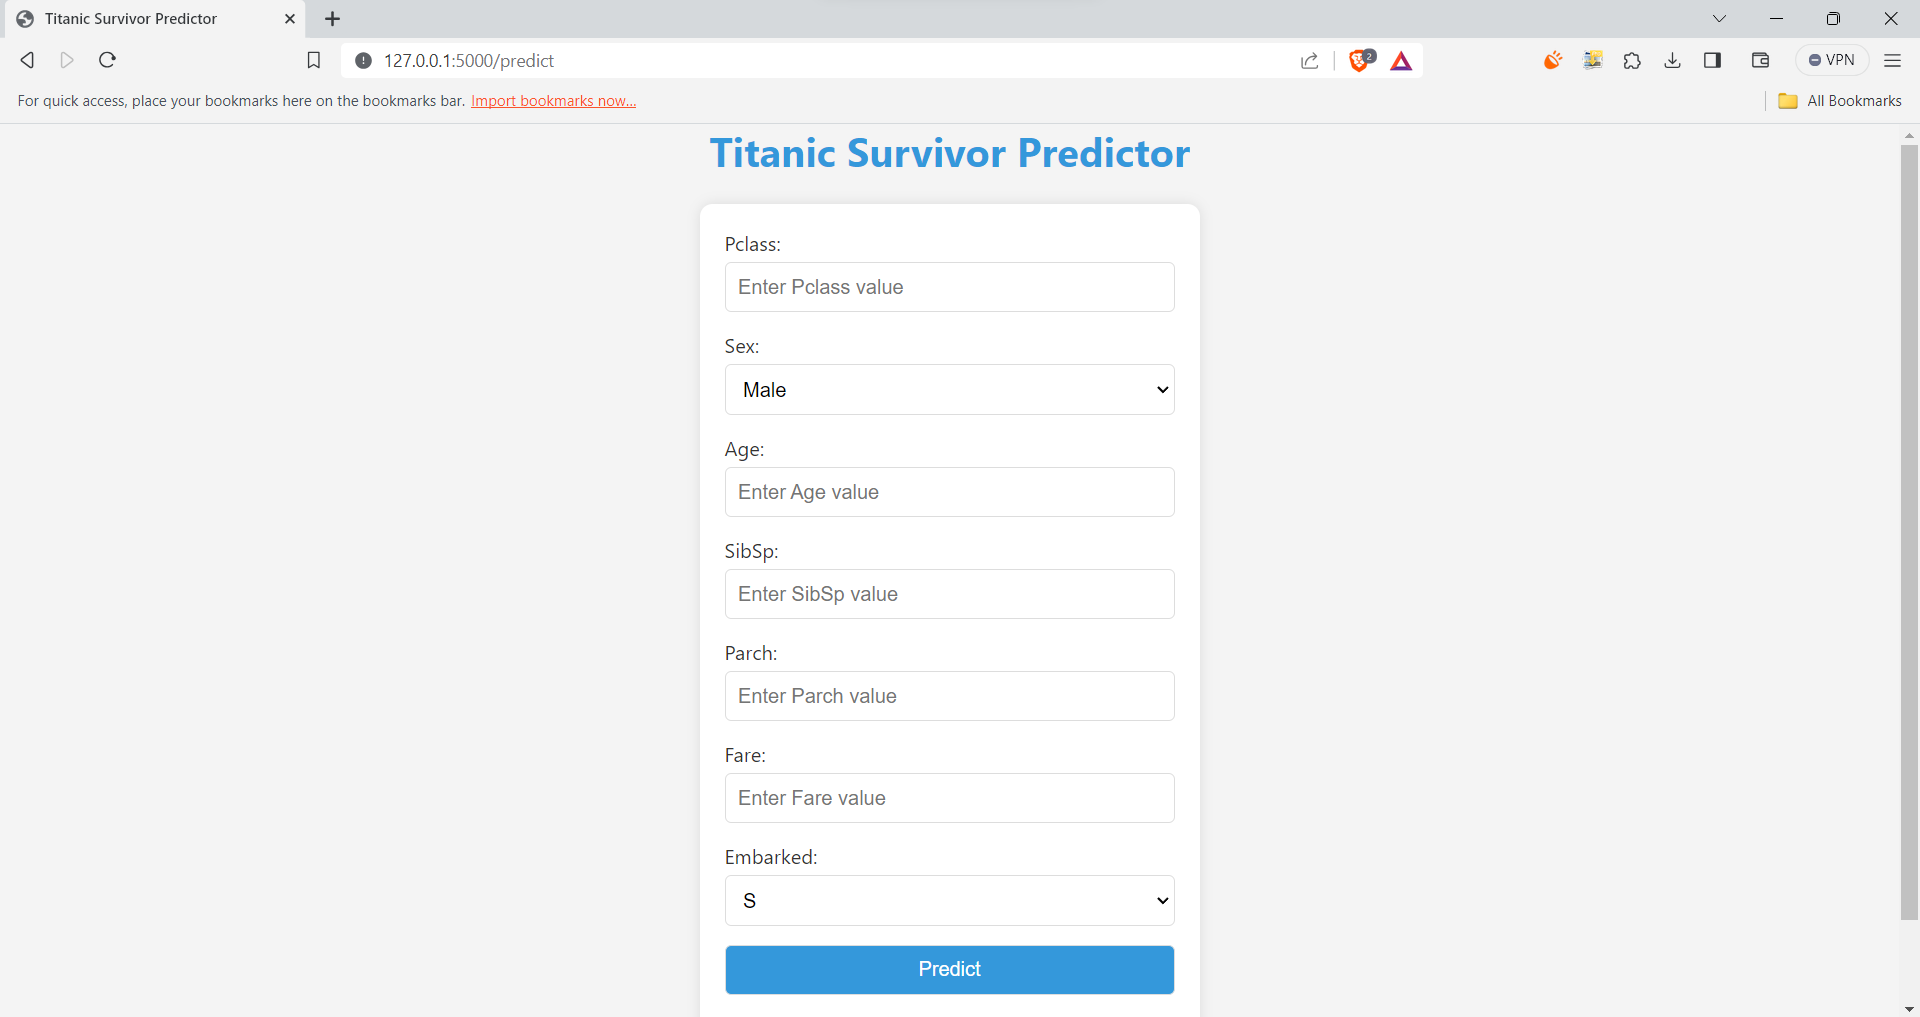 Titanic Survivor Predictor
127.0.0.1:5000/predict
2
VPN
For quick access, place your bookmarks here on the bookmarks bar. Import bookmarks now...
All Bookmarks
Titanic Survivor Predictor
Pclass:
Enter Pclass value
Sex:
Male
Age:
Enter Age value
SibSp:
Enter SibSp value
Parch:
Enter Parch value
Fare:
Enter Fare value
Embarked:
S
Predict